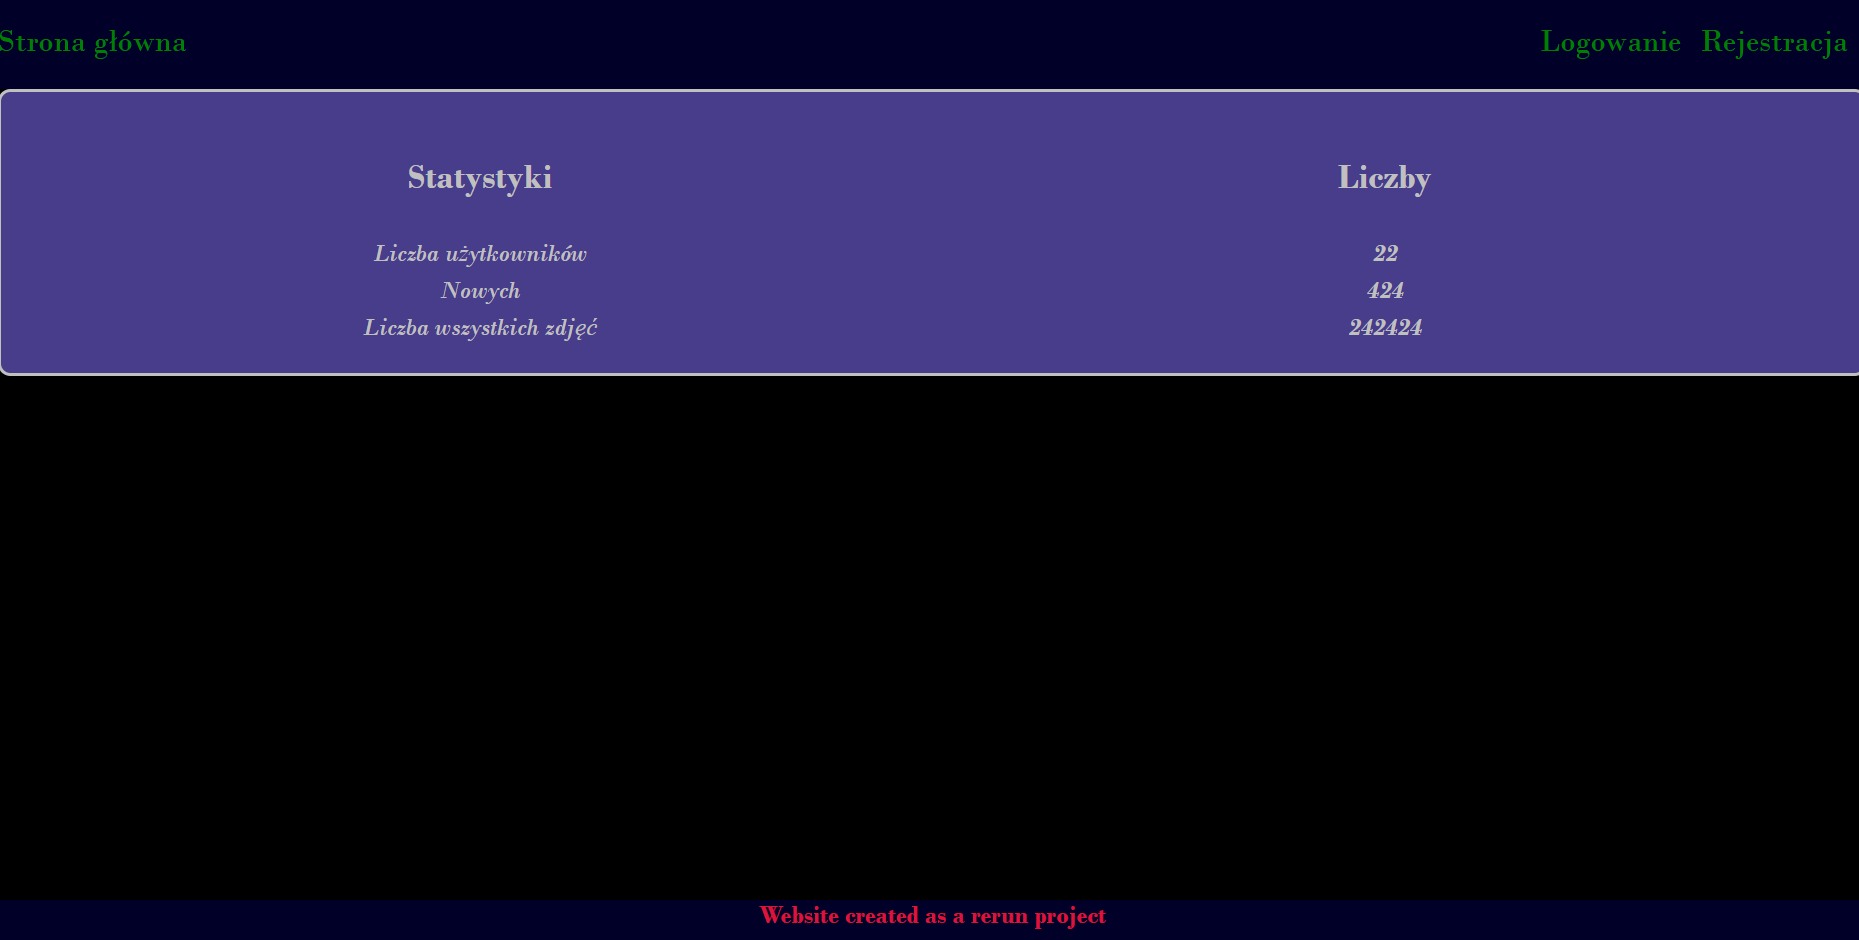 Strona główna Logowanie Rejestracja
Statystyki Liczby
Liczba użytkowników 22
Nowych 424
Liczba wszystkich zdjęć 242424
Website created as a rerun project